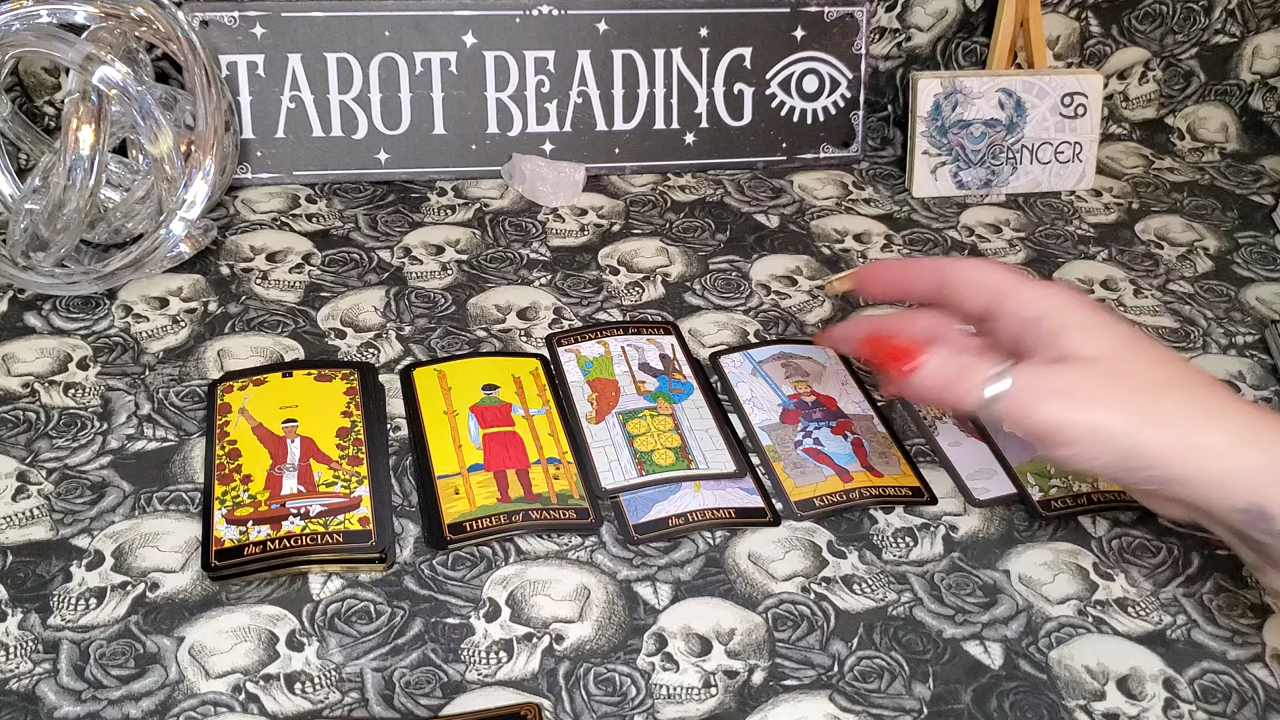 TAROT READING
69
CANCER
FIVE of PENTACLES
I
the MAGICIAN
THREE of WANDS
the HERMIT
KING of SWORDS
ACE of PENTA